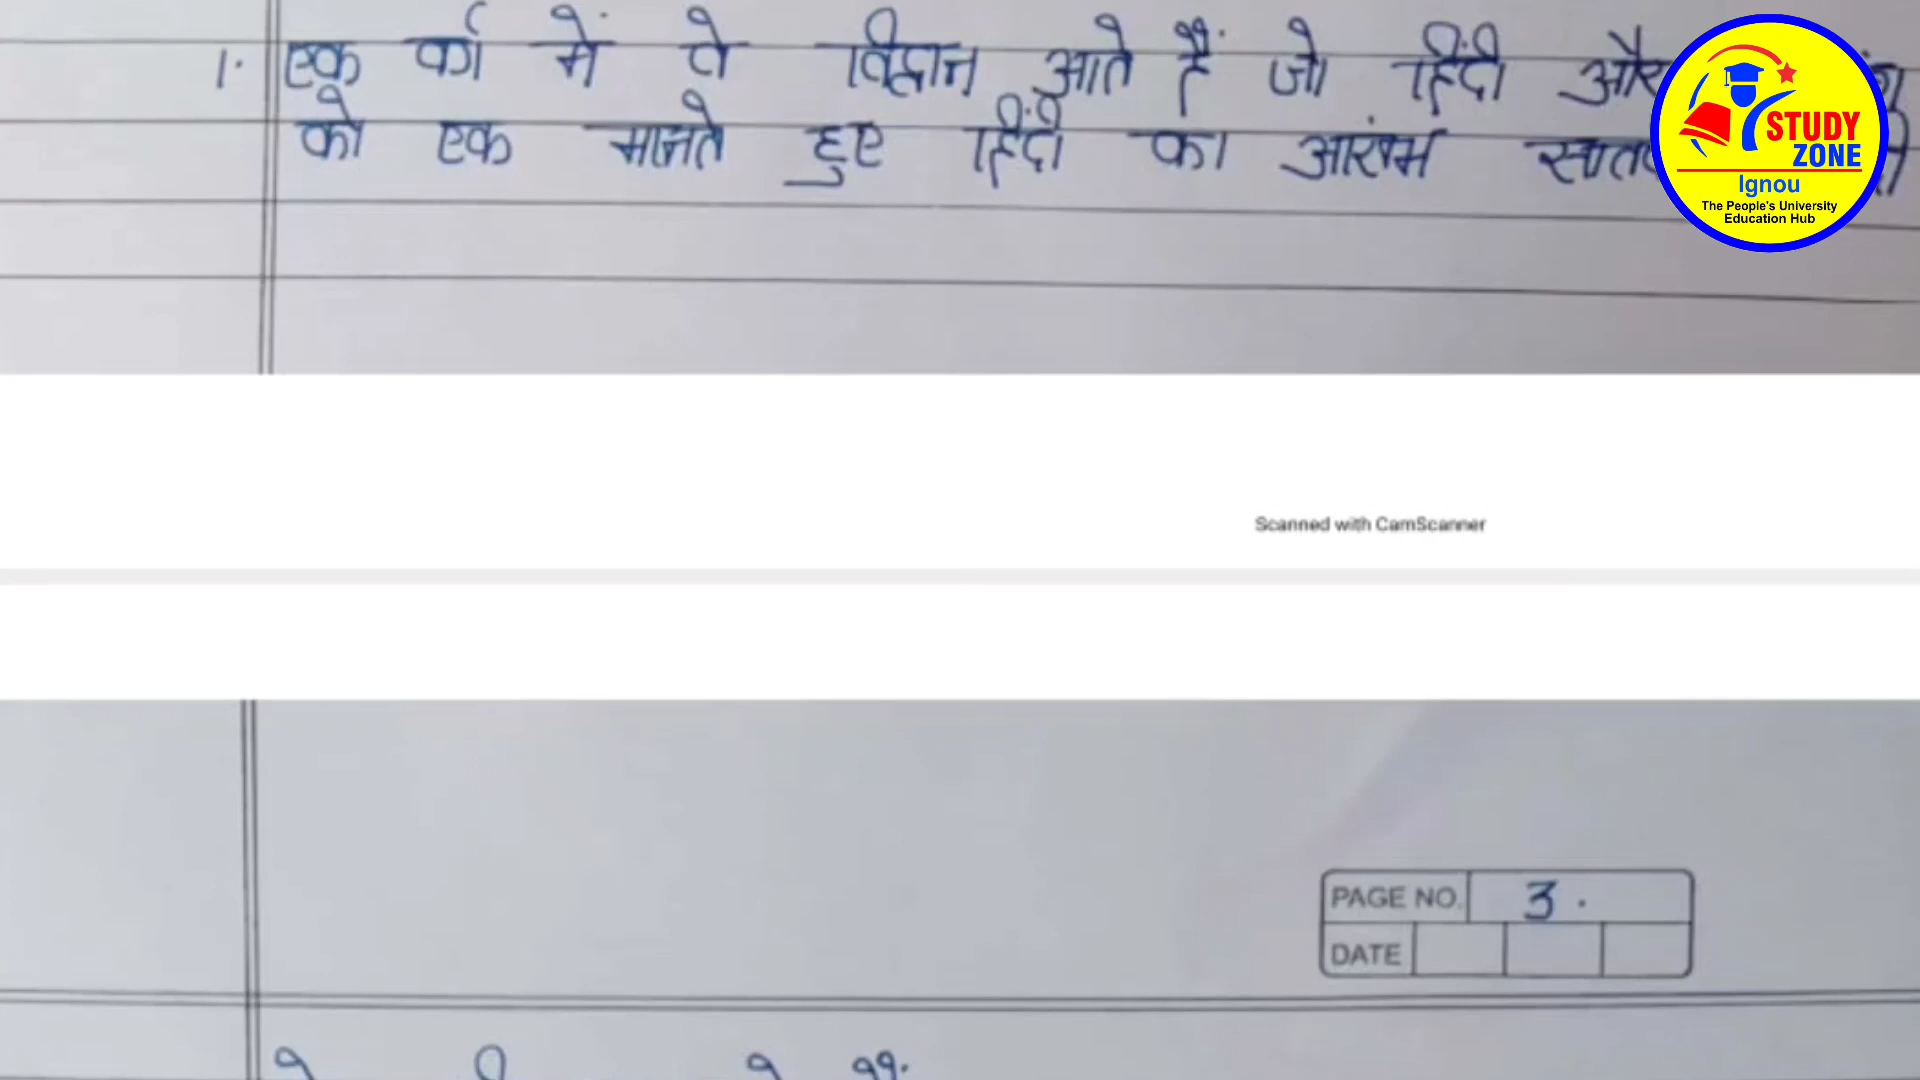 1. एक वर्ग में वे विद्वान आते हैं जो हिंदी और
को एक मानते हुए हिंदी का आरंभ
STUDY
ZONE
Ignou
The People's University
Education Hub
Scanned with CamScanner
PAGE NO. 3.
DATE